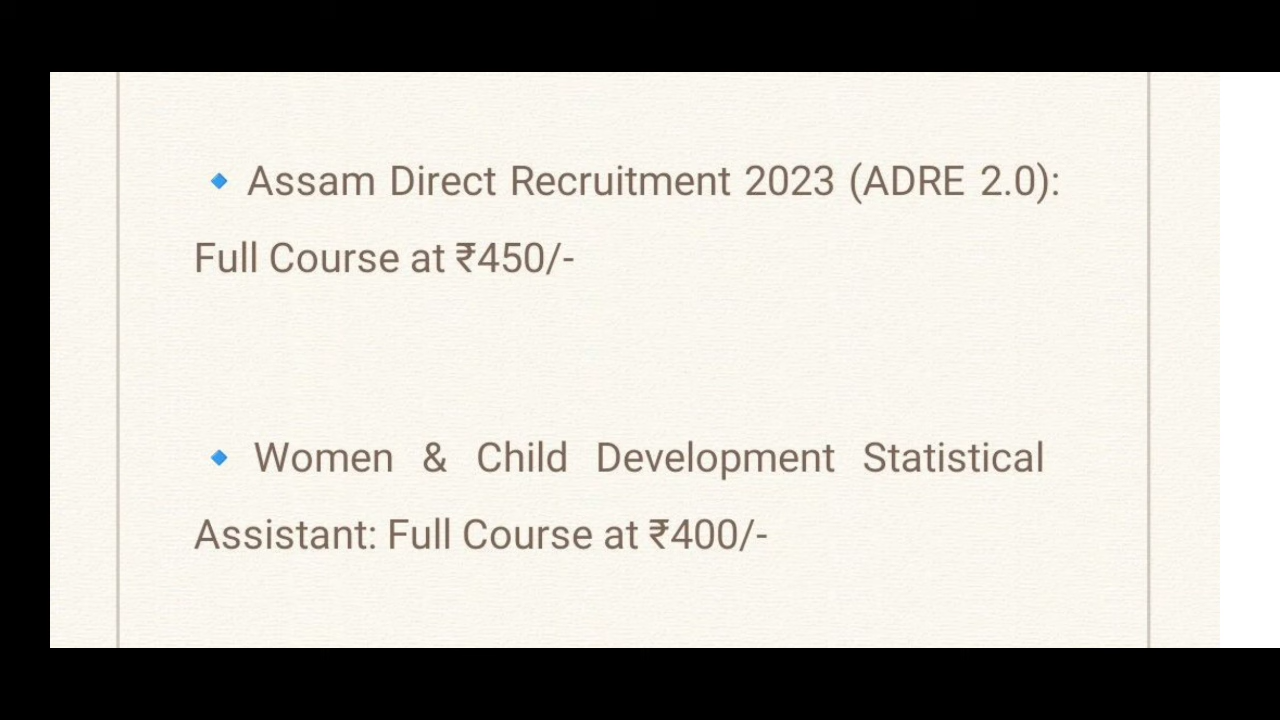 🔹 Assam Direct Recruitment 2023 (ADRE 2.0):
Full Course at ₹450/-
🔹 Women & Child Development Statistical
Assistant: Full Course at ₹400/-